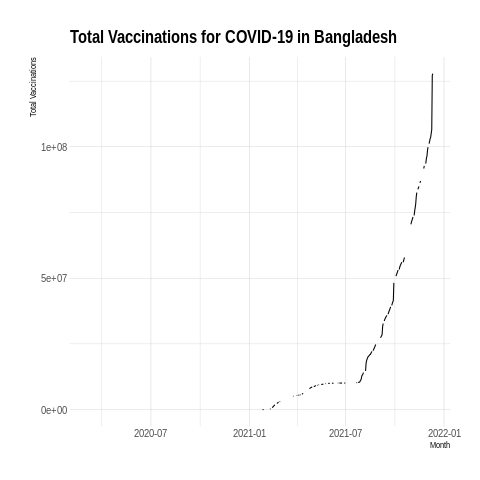 Total Vaccinations for COVID-19 in Bangladesh
Total Vaccinations
1e+08
5e+07
0e+00
2020-07
2021-01
2021-07
2022-01
Month